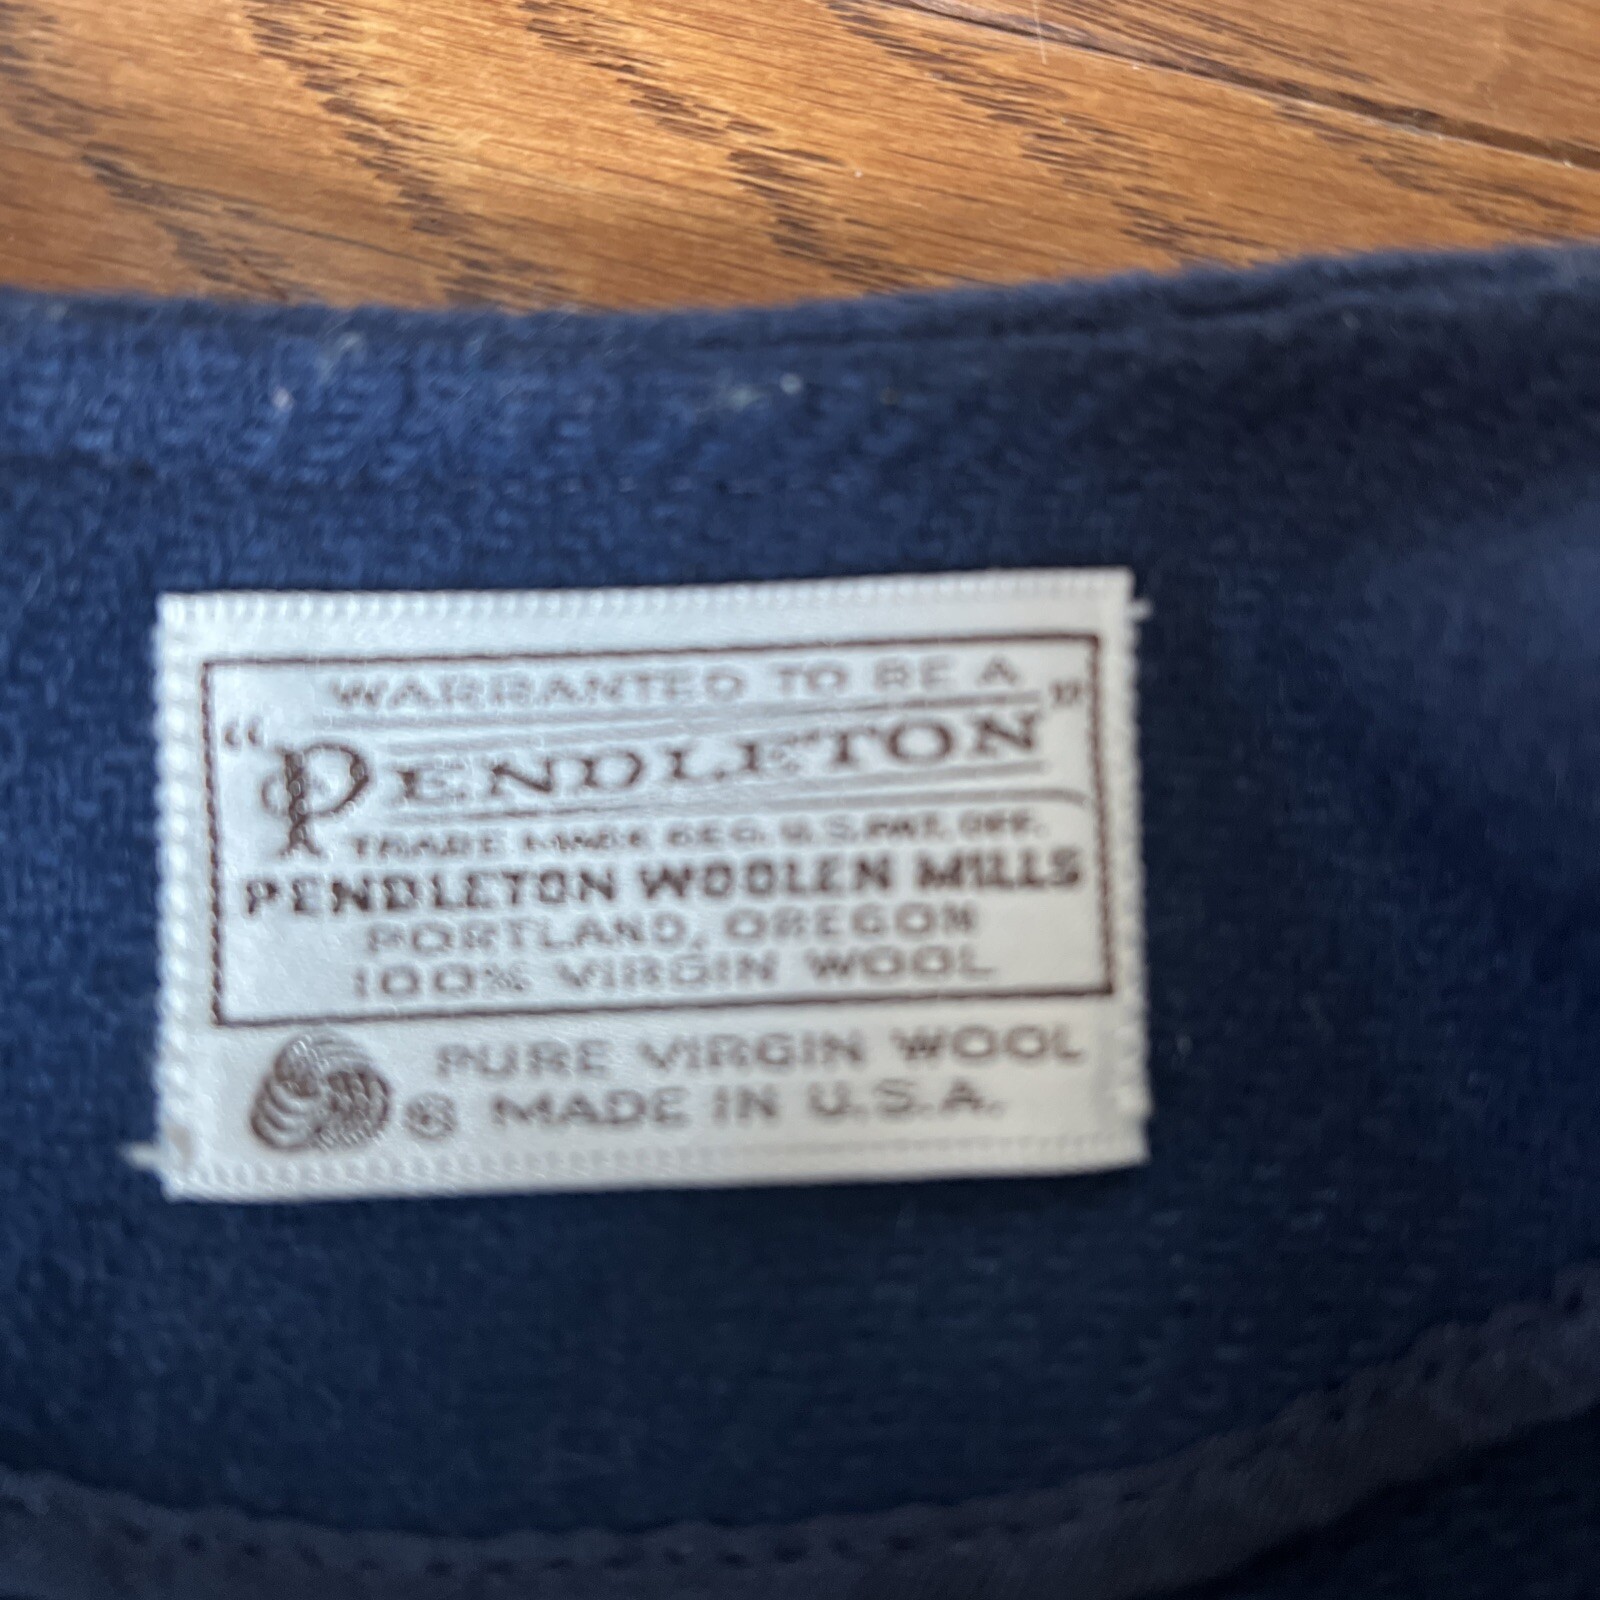 WARRANTED TO BE A
"PENDLETON"
TRADE MARK REG. U.S. PAT. OFF.
PENDLETON WOOLEN MILLS
PORTLAND, OREGON
100% VIRGIN WOOL
PURE VIRGIN WOOL
® MADE IN U.S.A.